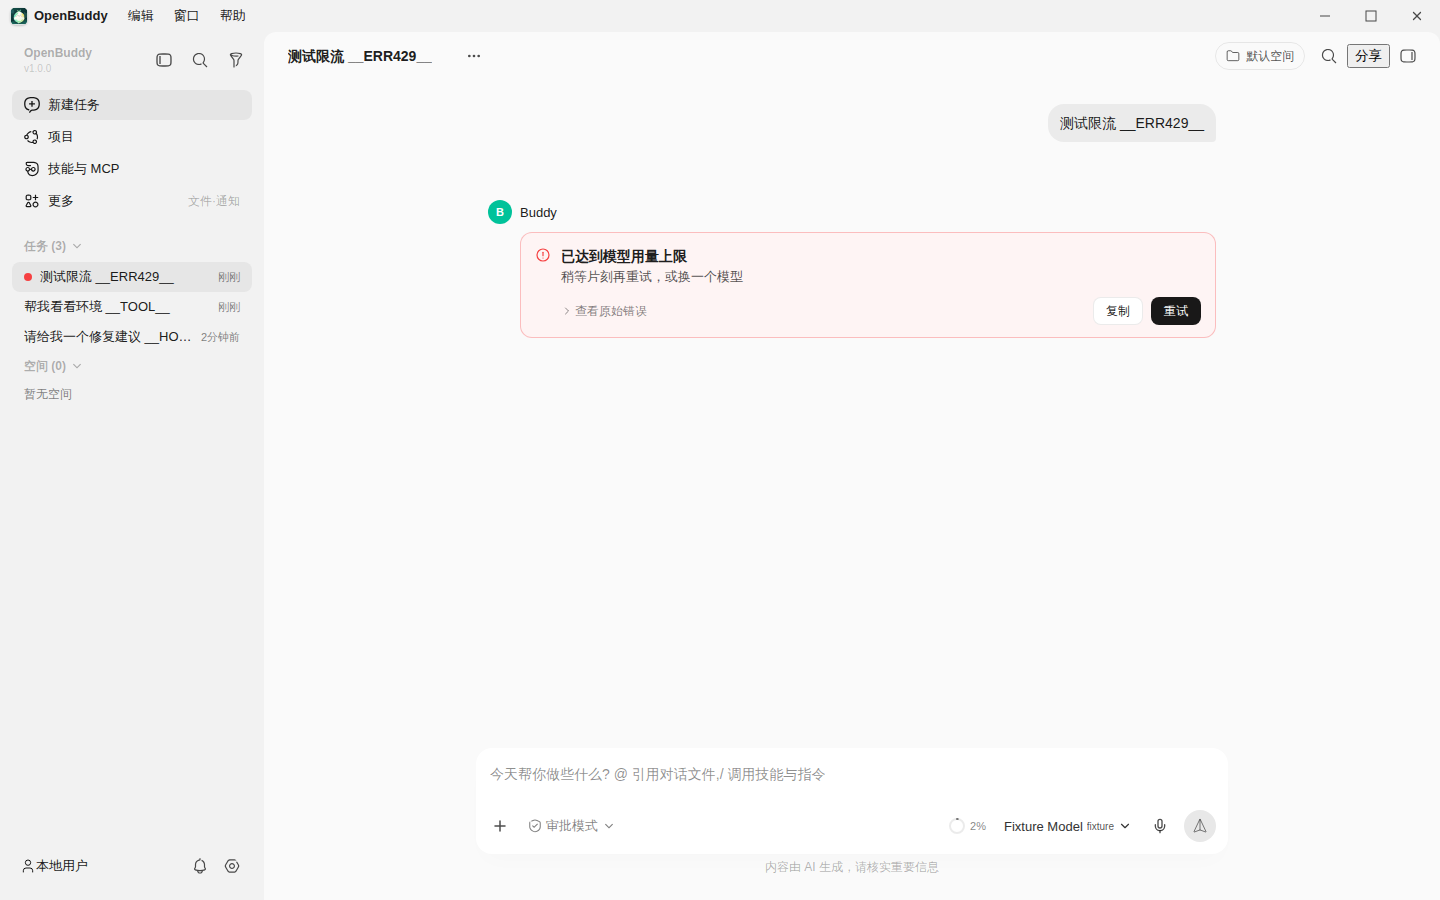 OpenBuddy 编辑 窗口 帮助
OpenBuddy
v1.0.0
新建任务
项目
技能与 MCP
更多 文件·通知
任务 (3)
测试限流 __ERR429__ 刚刚
帮我看看环境 __TOOL__ 刚刚
请给我一个修复建议 __HO… 2分钟前
空间 (0)
暂无空间
本地用户
测试限流 __ERR429__
默认空间
分享
测试限流 __ERR429__
B Buddy
已达到模型用量上限
稍等片刻再重试，或换一个模型
查看原始错误
复制
重试
今天帮你做些什么? @ 引用对话文件,/ 调用技能与指令
审批模式
2%
Fixture Model fixture
内容由 AI 生成，请核实重要信息